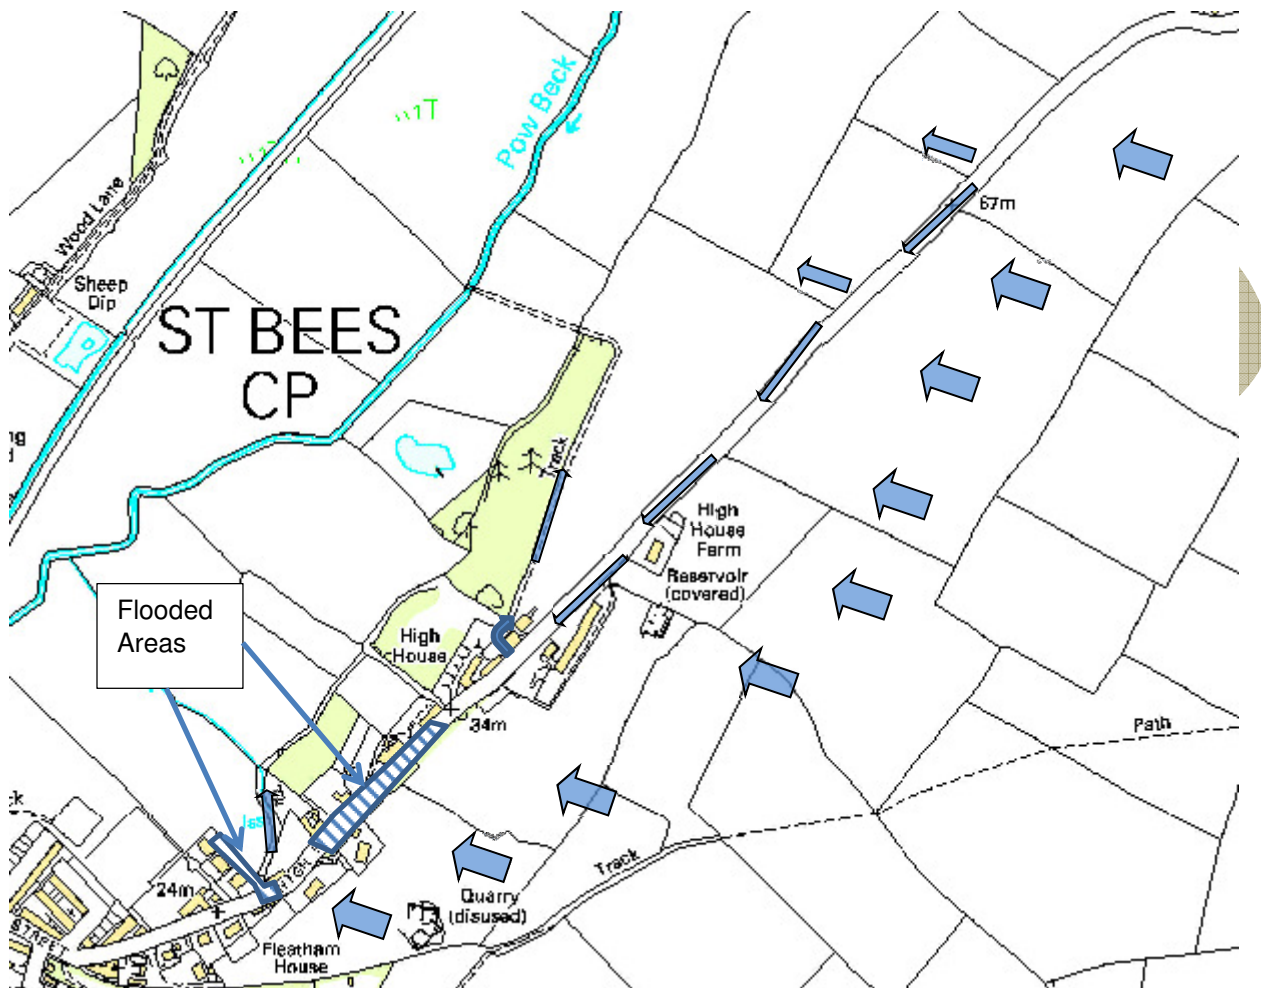 Pow Beck
Wood Lane
67m
Sheep
Dip
ST BEES
CP
Track
High
House
Farm
Reservoir
(covered)
Flooded
Areas
High
House
34m
Path
Track
24m
Quarry
(disused)
STREET
Fleatham
House